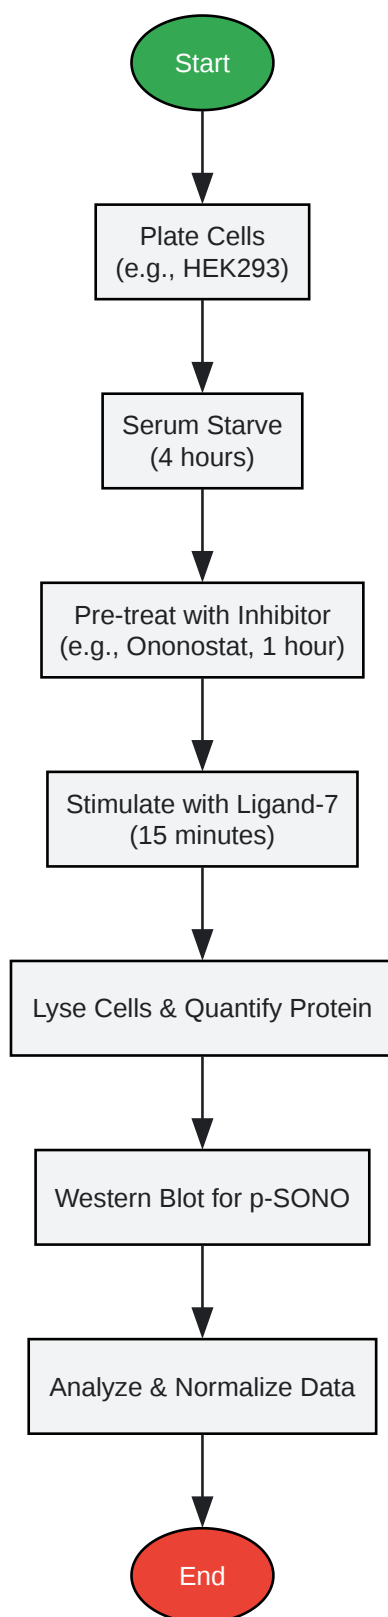 Start
Plate Cells
(e.g., HEK293)
Serum Starve
(4 hours)
Pre-treat with Inhibitor
(e.g., Ononostat, 1 hour)
Stimulate with Ligand-7
(15 minutes)
Lyse Cells & Quantify Protein
Western Blot for p-SONO
Analyze & Normalize Data
End